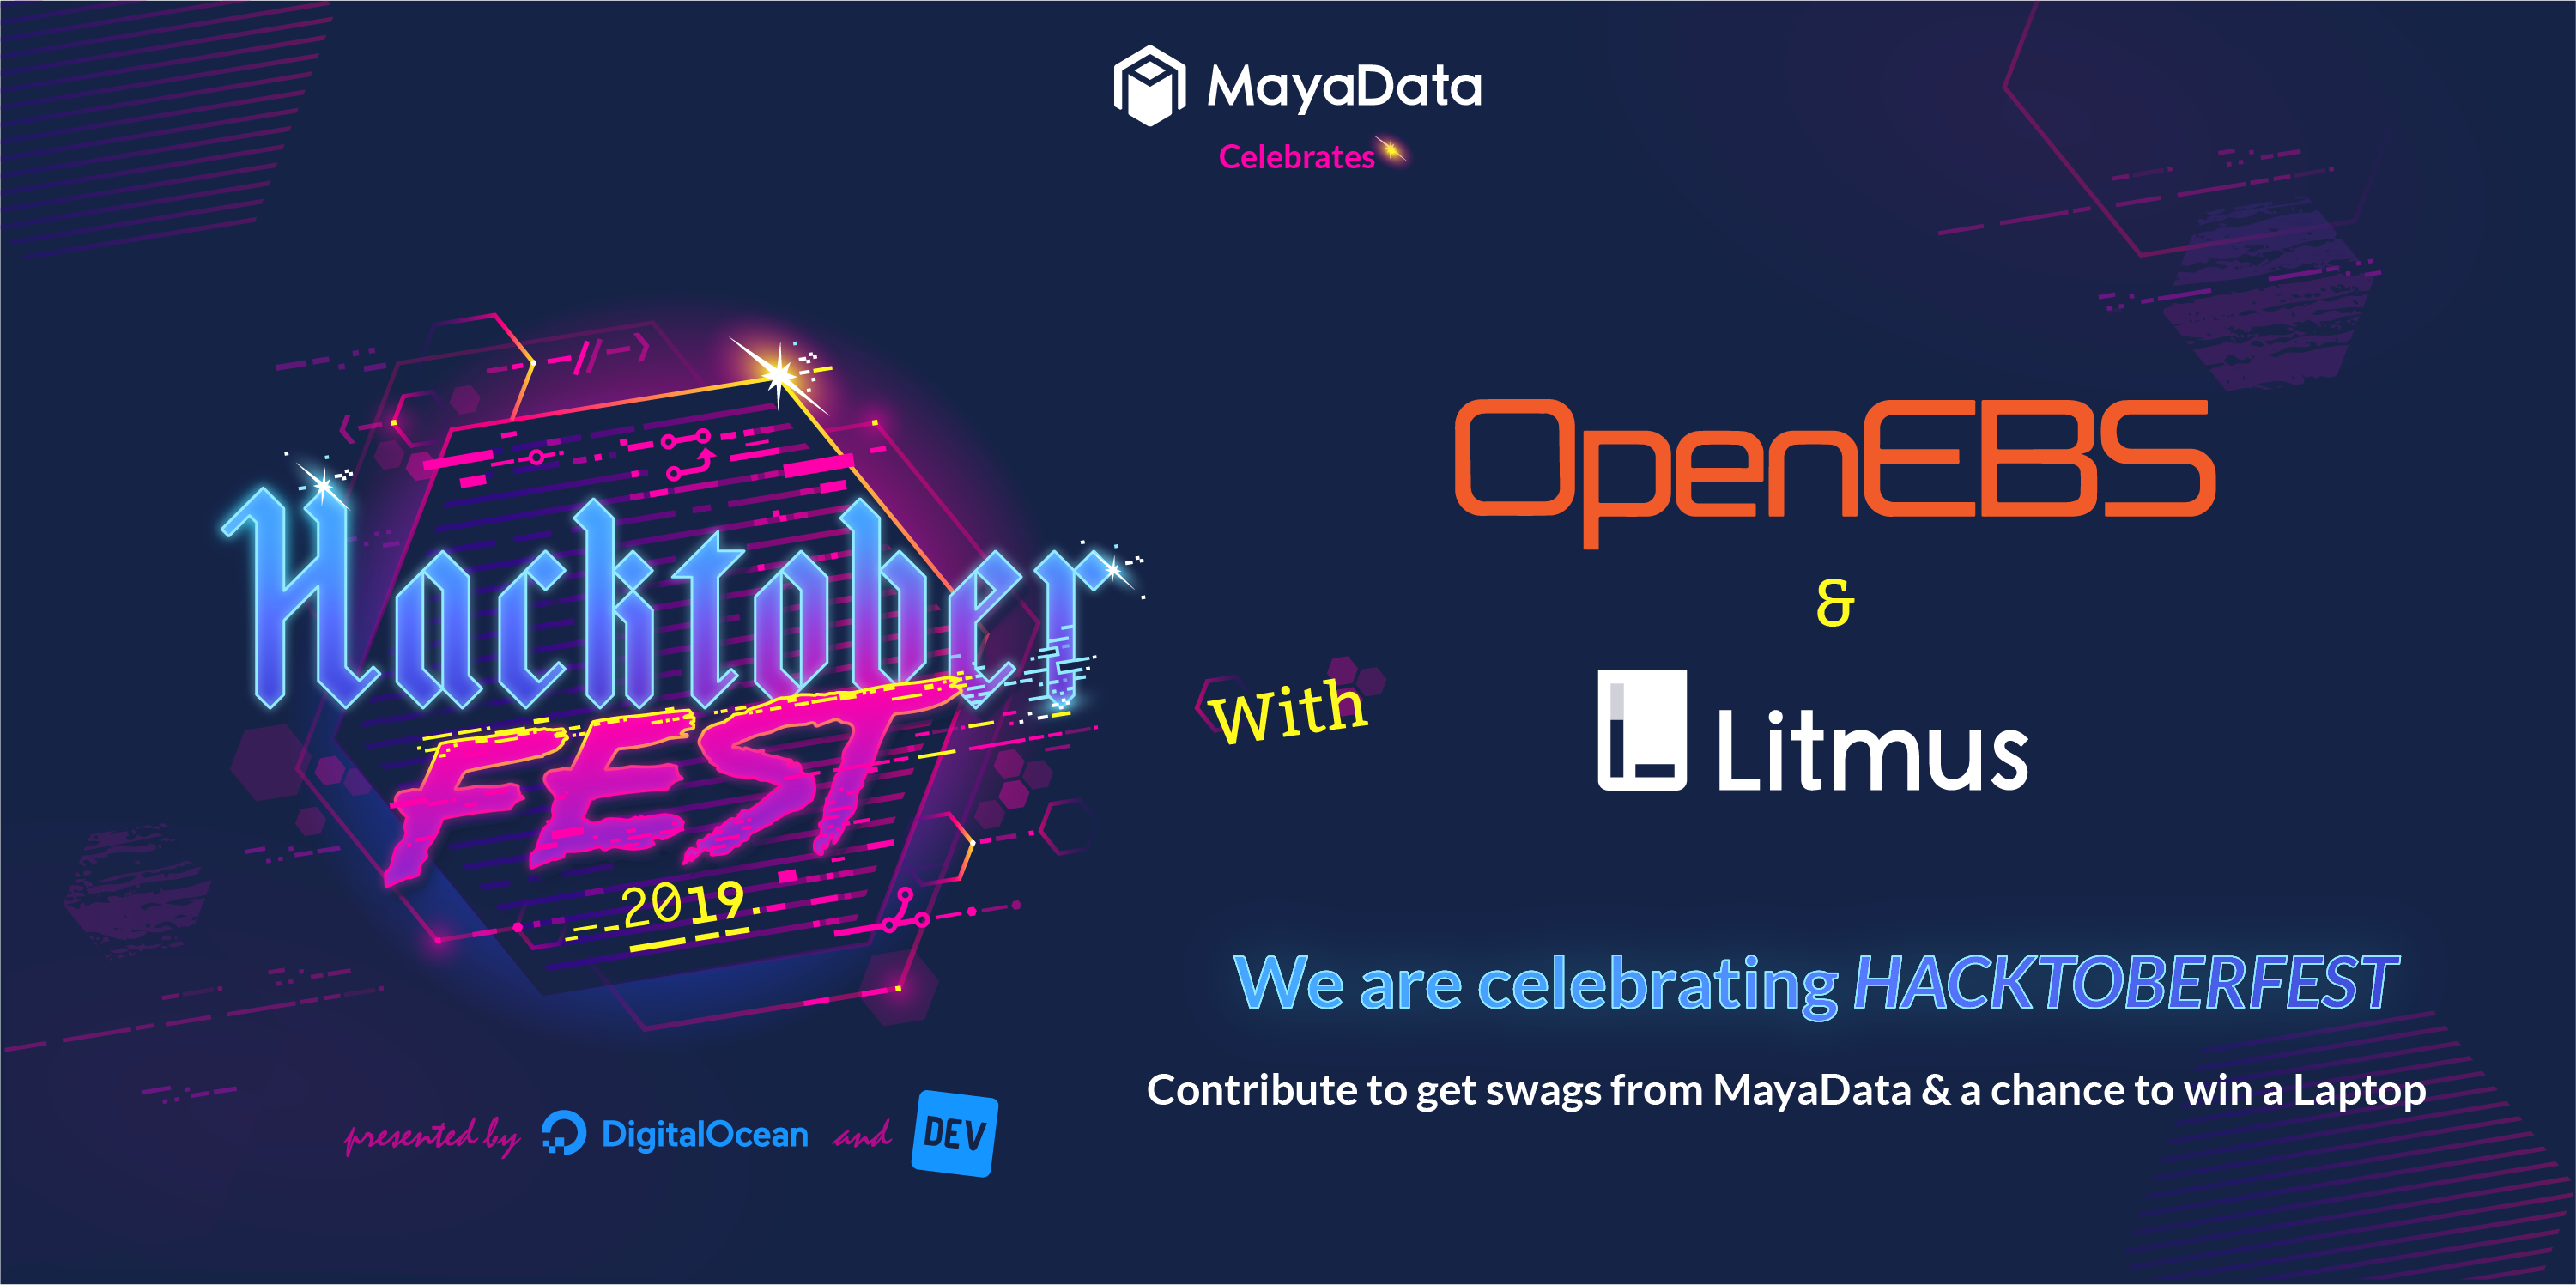 MayaData
Celebrates
Hacktober
FEST
2019.
presented by DigitalOcean and DEV
With
OpenEBS
&
Litmus
We are celebrating HACKTOBERFEST
Contribute to get swags from MayaData & a chance to win a Laptop